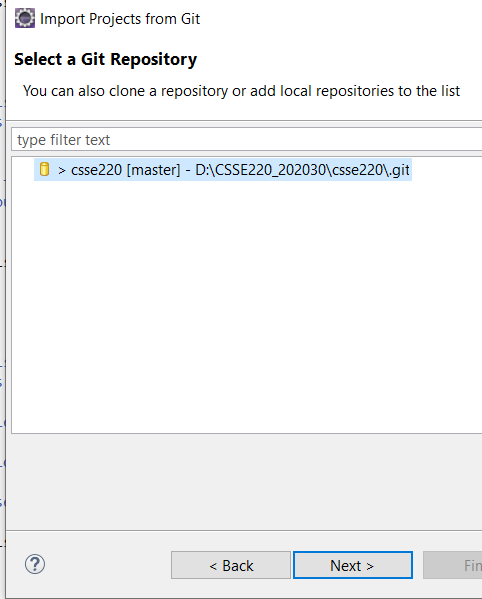 Import Projects from Git
Select a Git Repository
You can also clone a repository or add local repositories to the list
type filter text
> csse220 [master] - D:\CSSE220_202030\csse220\.git
?
< Back
Next >
Fin